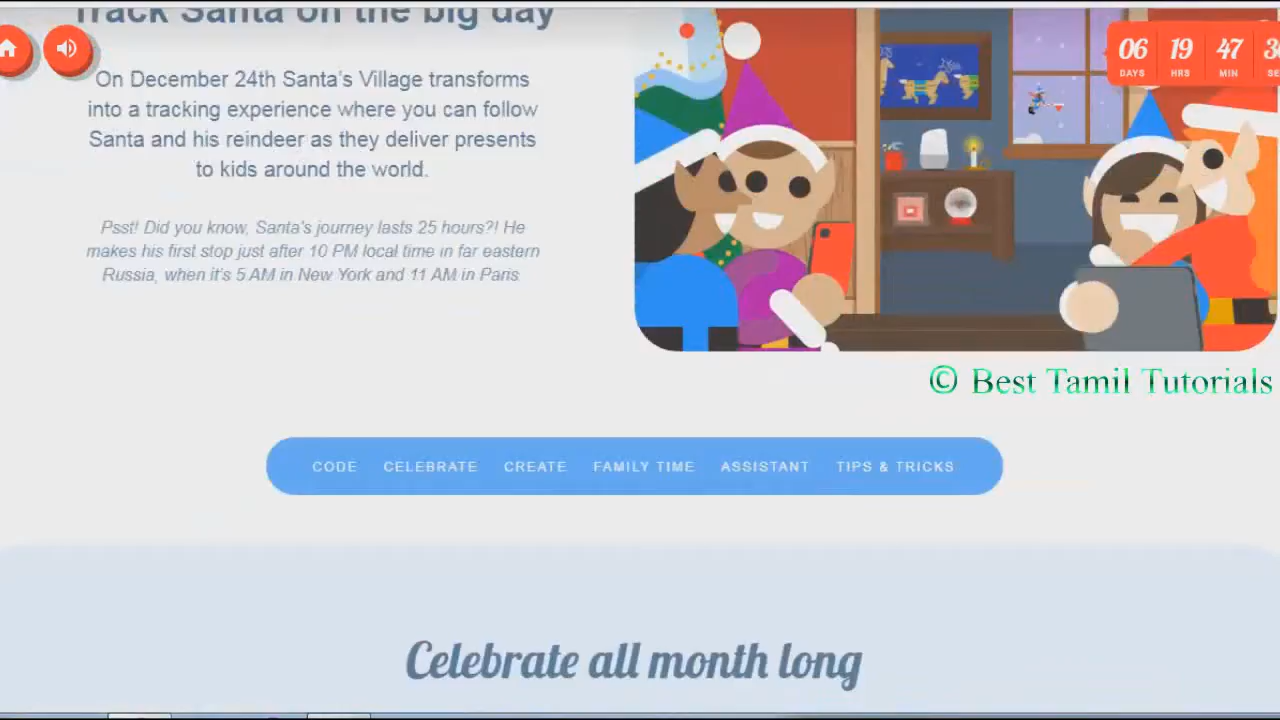 Track Santa on the big day
06 19 47
DAYS HRS MIN
On December 24th Santa's Village transforms
into a tracking experience where you can follow
Santa and his reindeer as they deliver presents
to kids around the world.
Psst! Did you know, Santa's journey lasts 25 hours?! He
makes his first stop just after 10 PM local time in far eastern
Russia, when it's 5 AM in New York and 11 AM in Paris
© Best Tamil Tutorials
CODE CELEBRATE CREATE FAMILY TIME ASSISTANT TIPS & TRICKS
Celebrate all month long